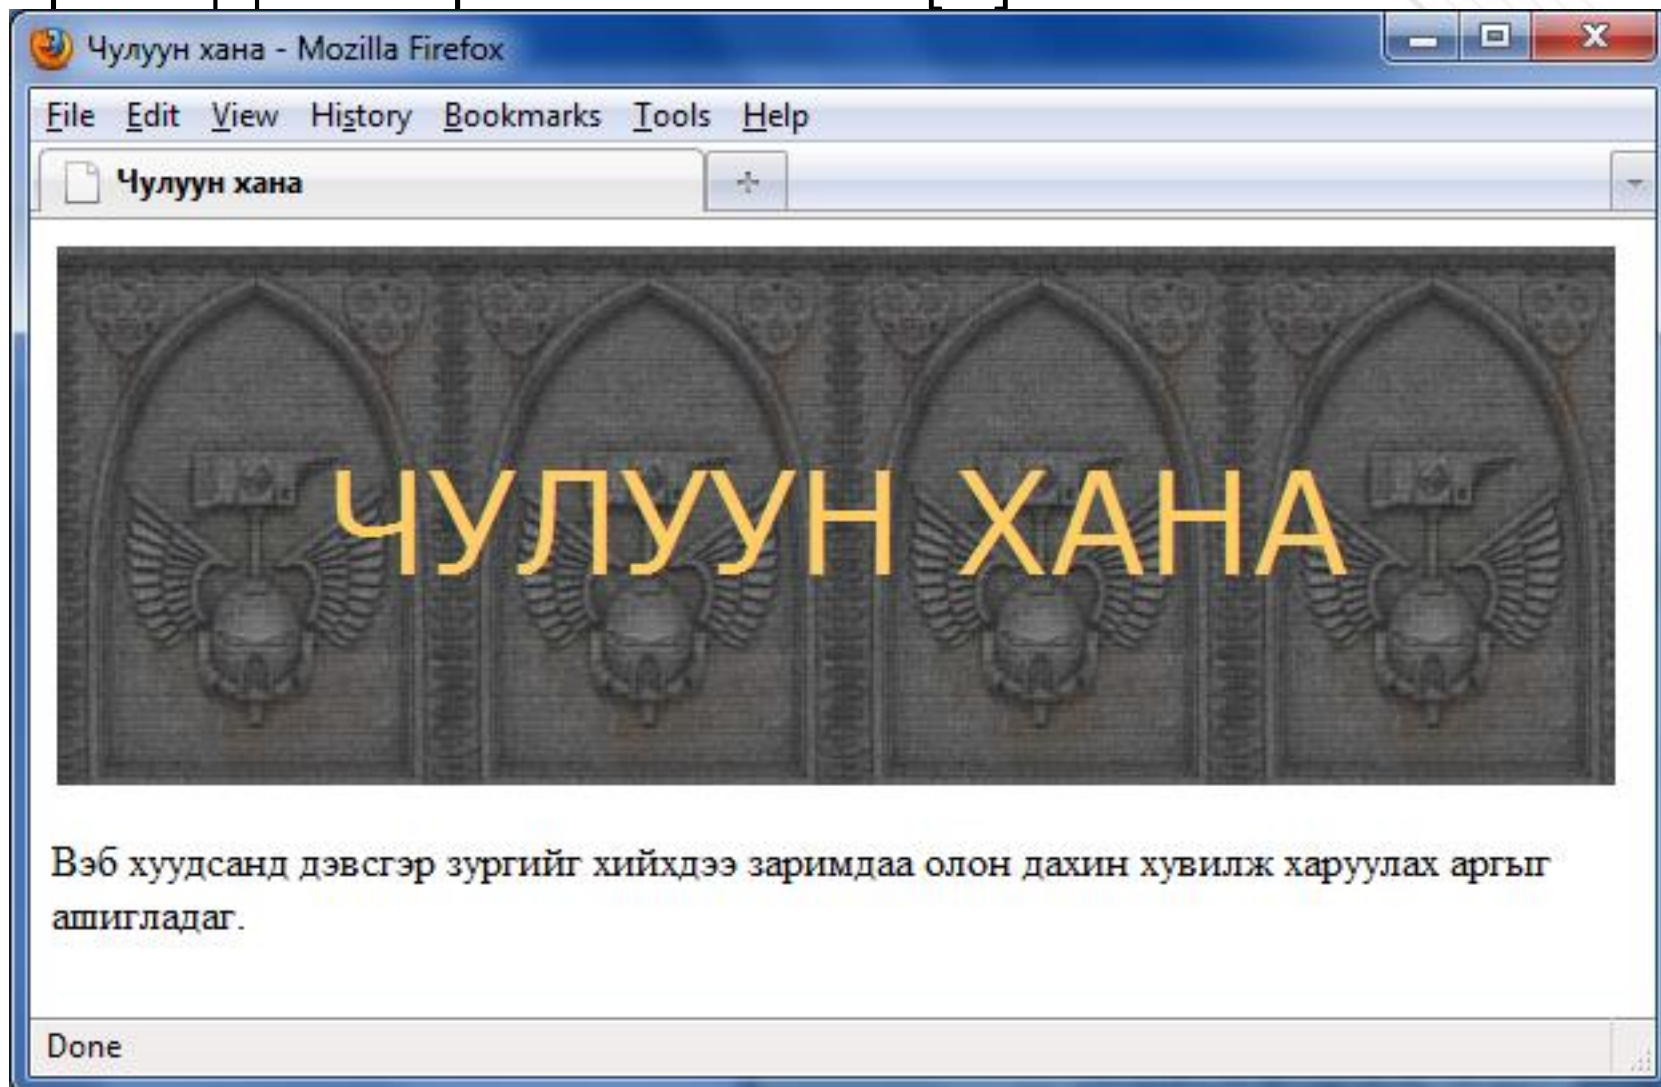 Чулуун хана - Mozilla Firefox
File Edit View History Bookmarks Tools Help
Чулуун хана
ЧУЛУУН ХАНА
Вэб хуудсанд дэвсгэр зургийг хийхдээ заримдаа олон дахин хувилж харуулах аргыг
ашигладаг.
Done